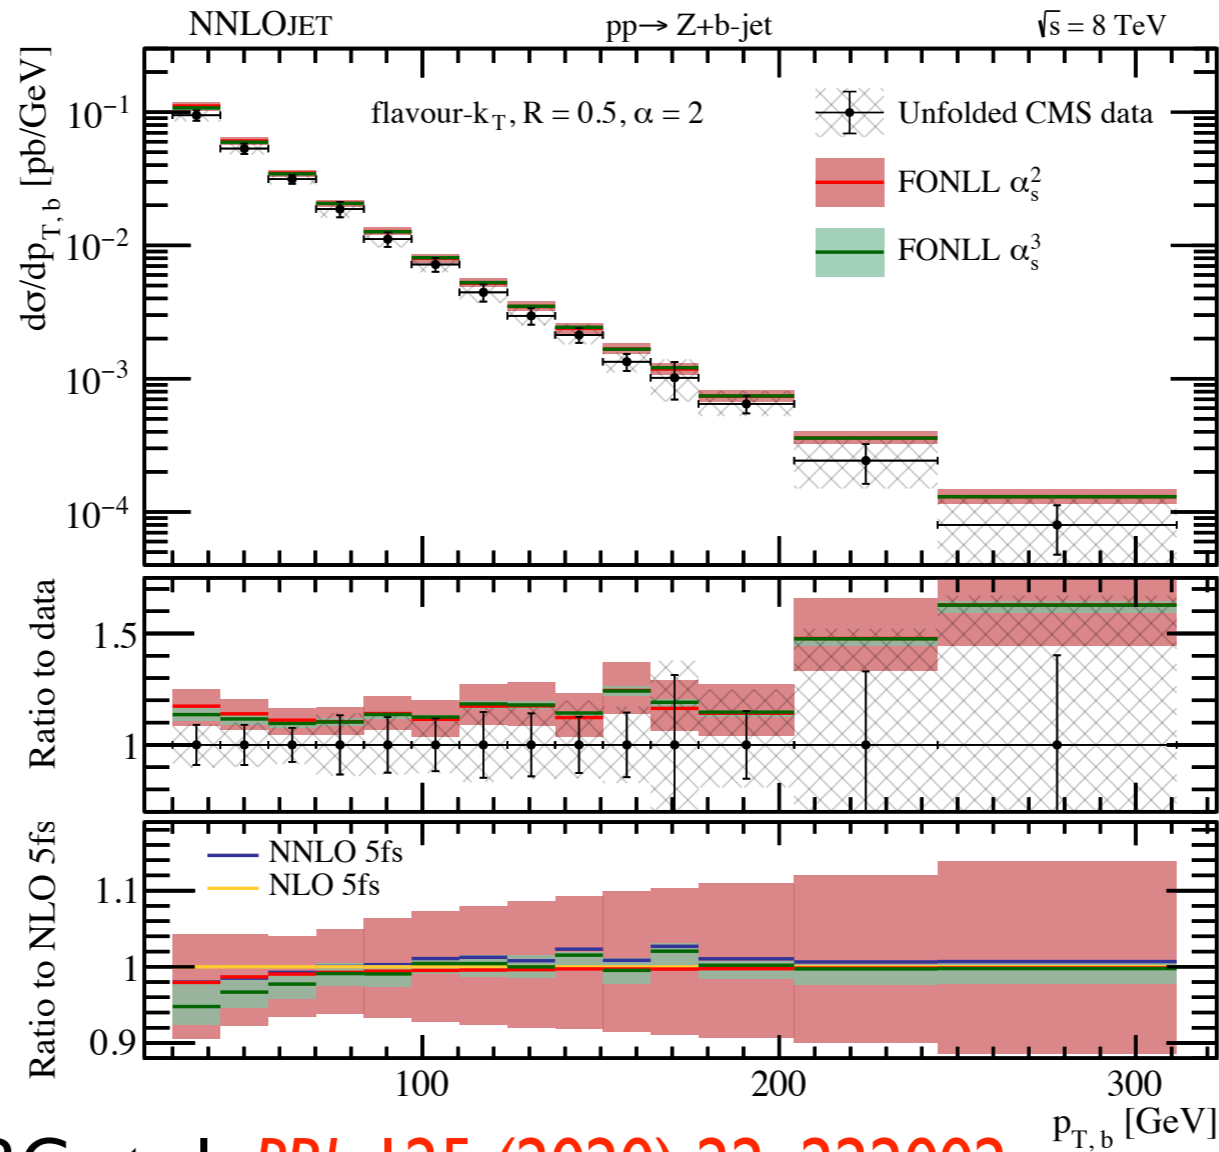 NNLOJET pp→ Z+b-jet √s = 8 TeV
dσ/dp_{T, b} [pb/GeV]
10^{−1}
10^{−2}
10^{−3}
10^{−4}
flavour-k_T, R = 0.5, α = 2
Unfolded CMS data
FONLL α_s^2
FONLL α_s^3
Ratio to data
1.5
1
Ratio to NLO 5fs
NNLO 5fs
NLO 5fs
1.1
1
0.9
100 200 300
p_{T, b} [GeV]